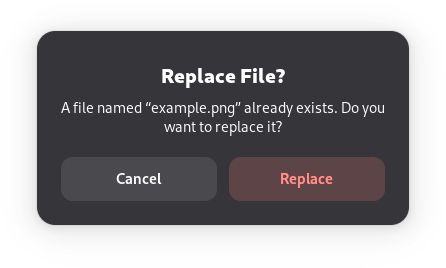 Replace File?
A file named “example.png” already exists. Do you
want to replace it?
Cancel
Replace